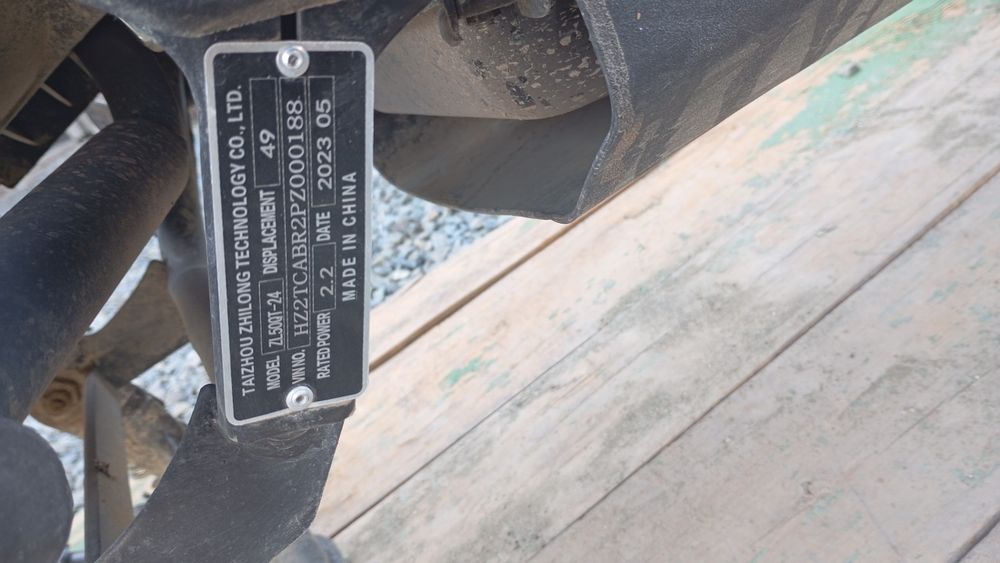 TAIZHOU ZHILONG TECHNOLOGY CO., LTD.
MODEL ZL50QT-24 DISPLACEMENT 49
VIN NO. HZ2TCABR2PZ000188
RATED POWER 2.2 DATE 2023 05
MADE IN CHINA